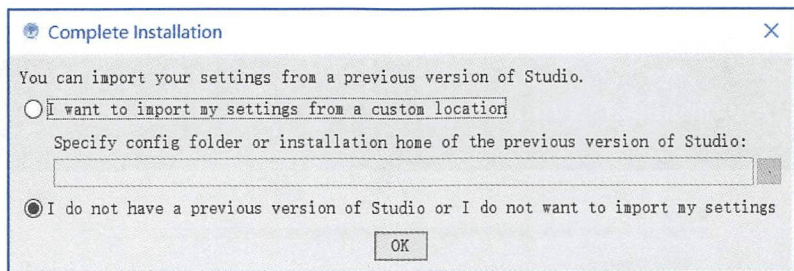 Complete Installation
You can import your settings from a previous version of Studio.
I want to import my settings from a custom location
Specify config folder or installation home of the previous version of Studio:
I do not have a previous version of Studio or I do not want to import my settings
OK